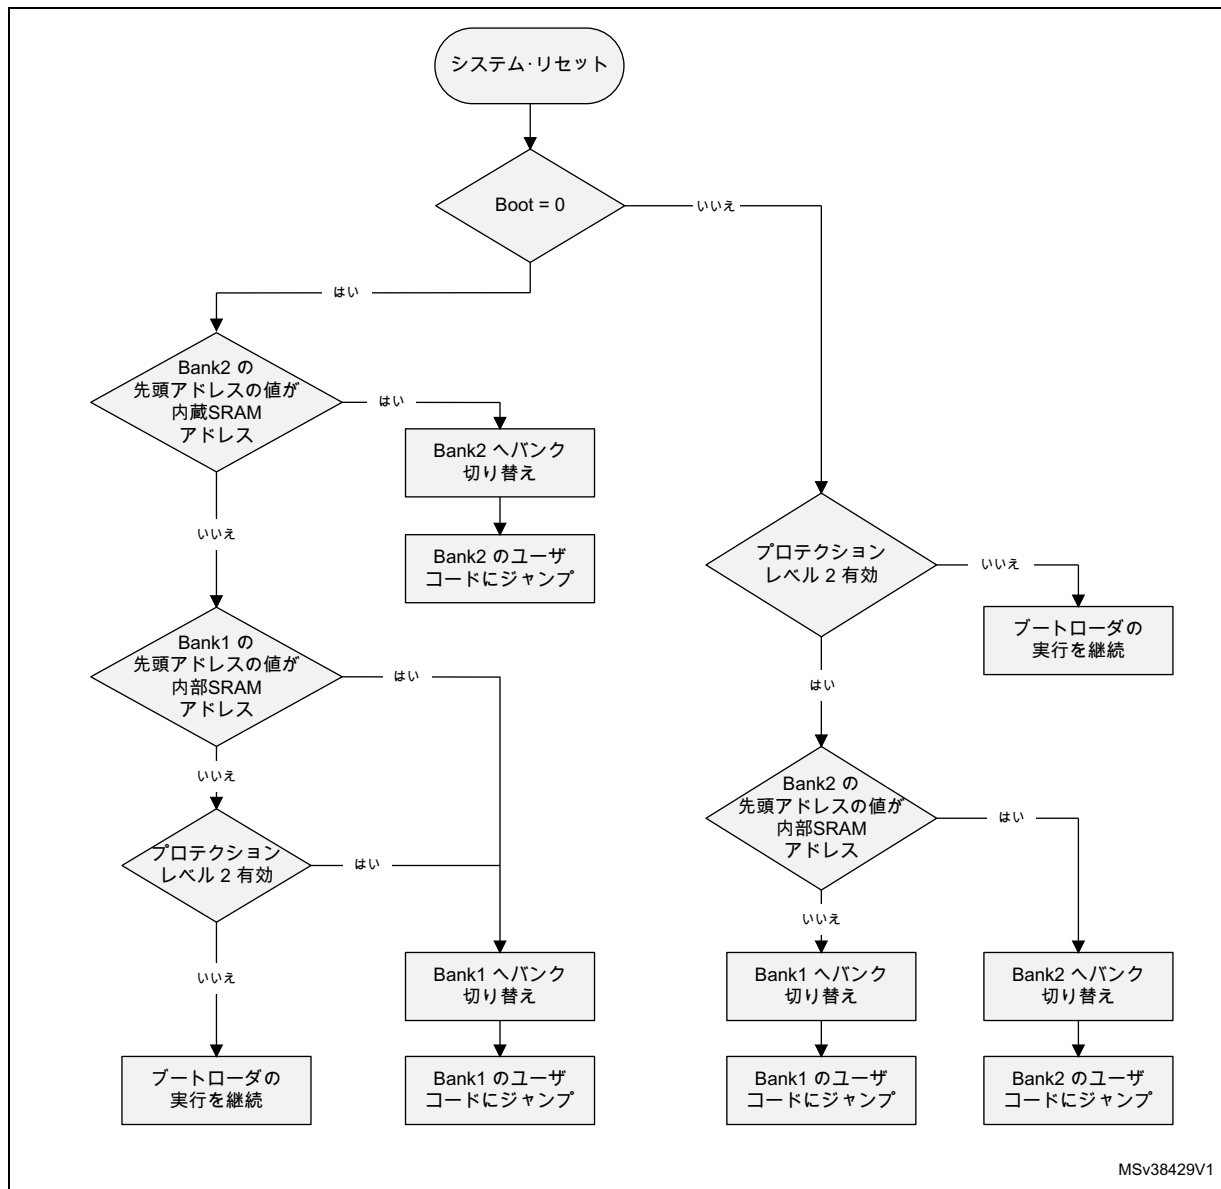 システム・リセット
Boot = 0
いいえ
はい
Bank2 の
先頭アドレスの値が
内蔵SRAM
アドレス
はい
Bank2 へバンク
切り替え
いいえ
Bank2 のユーザ
コードにジャンプ
プロテクション
レベル 2 有効
いいえ
ブートローダの
実行を継続
Bank1 の
先頭アドレスの値が
内部SRAM
アドレス
はい
はい
いいえ
Bank2 の
先頭アドレスの値が
内部SRAM
アドレス
はい
プロテクション
レベル 2 有効
はい
いいえ
いいえ
Bank1 へバンク
切り替え
Bank1 へバンク
切り替え
Bank2 へバンク
切り替え
ブートローダの
実行を継続
Bank1 のユーザ
コードにジャンプ
Bank1 のユーザ
コードにジャンプ
Bank2 のユーザ
コードにジャンプ
MSv38429V1